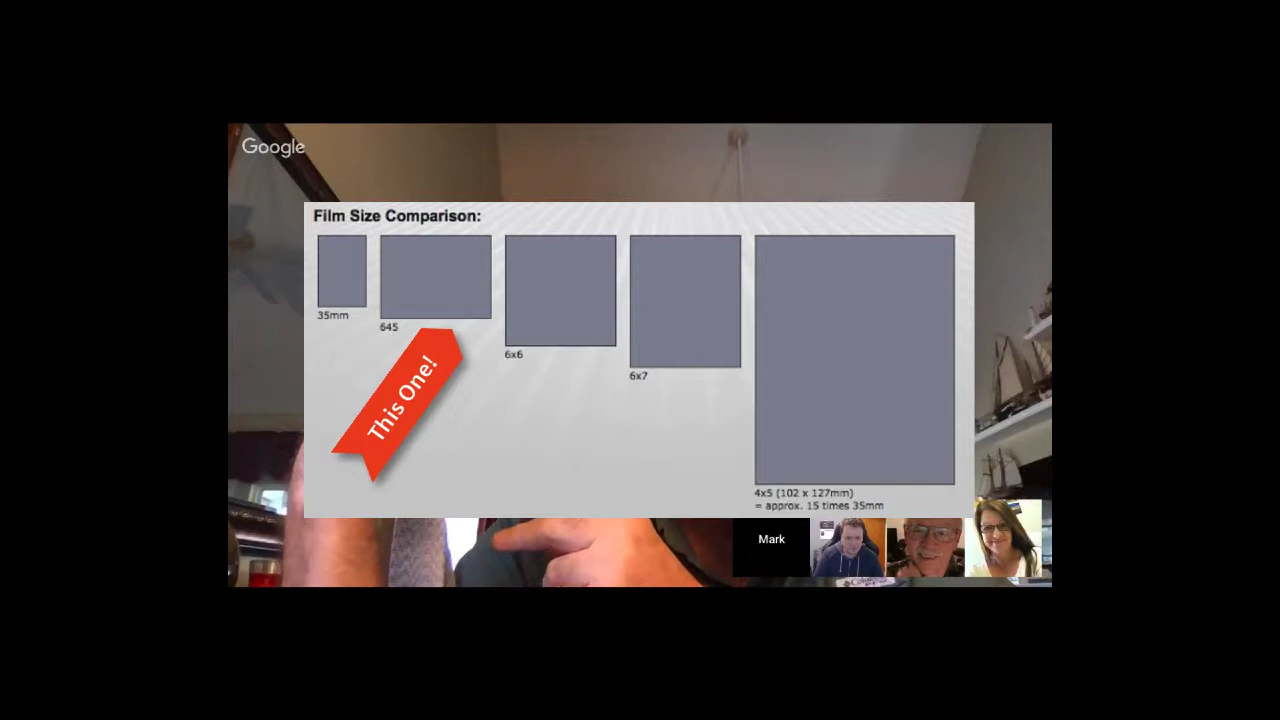 Google
Film Size Comparison:
35mm
645
6x6
6x7
This One!
4x5 (102 x 127mm)
= approx. 15 times 35mm
Mark